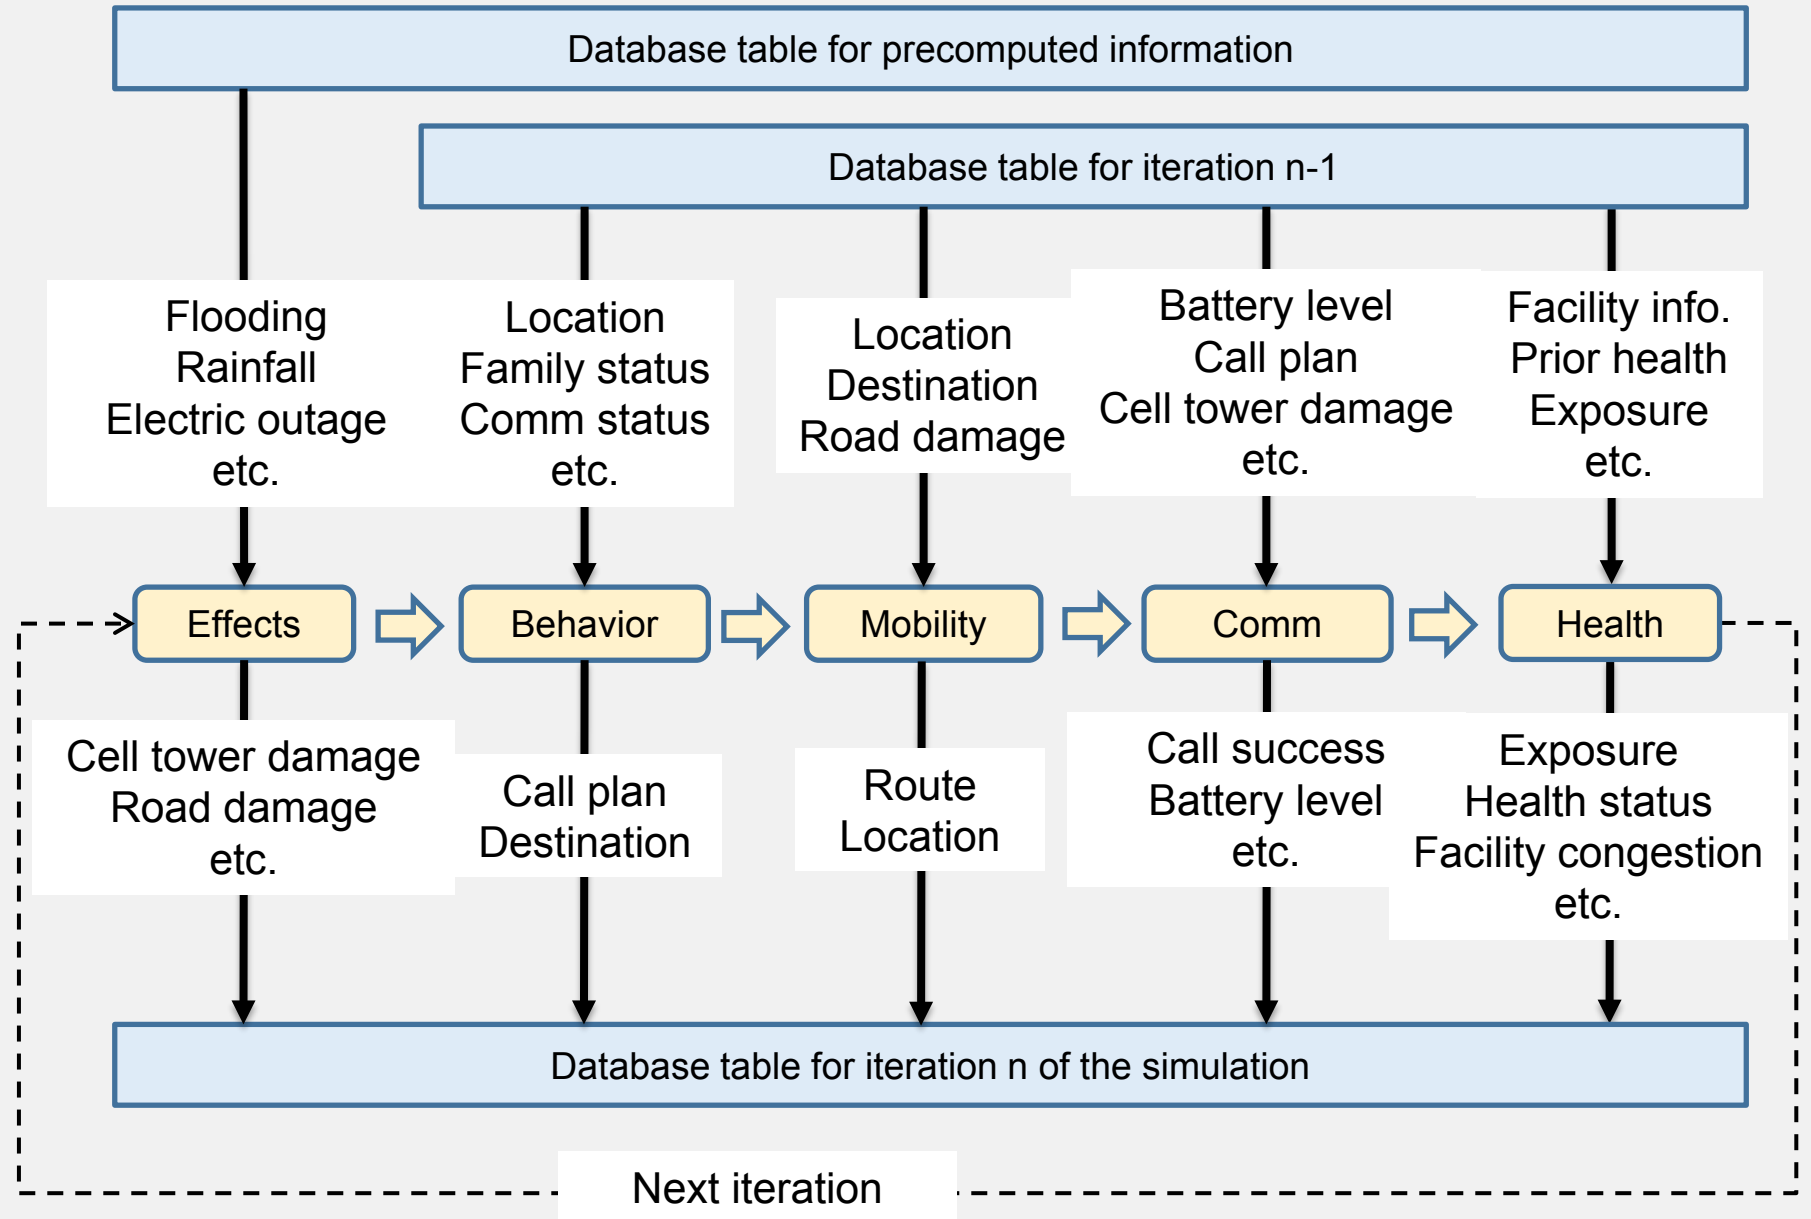 Database table for precomputed information
Database table for iteration n-1
Flooding
Rainfall
Electric outage
etc.
Location
Family status
Comm status
etc.
Location
Destination
Road damage
Battery level
Call plan
Cell tower damage
etc.
Facility info.
Prior health
Exposure
etc.
Effects
Behavior
Mobility
Comm
Health
Cell tower damage
Road damage
etc.
Call plan
Destination
Route
Location
Call success
Battery level
etc.
Exposure
Health status
Facility congestion
etc.
Database table for iteration n of the simulation
Next iteration